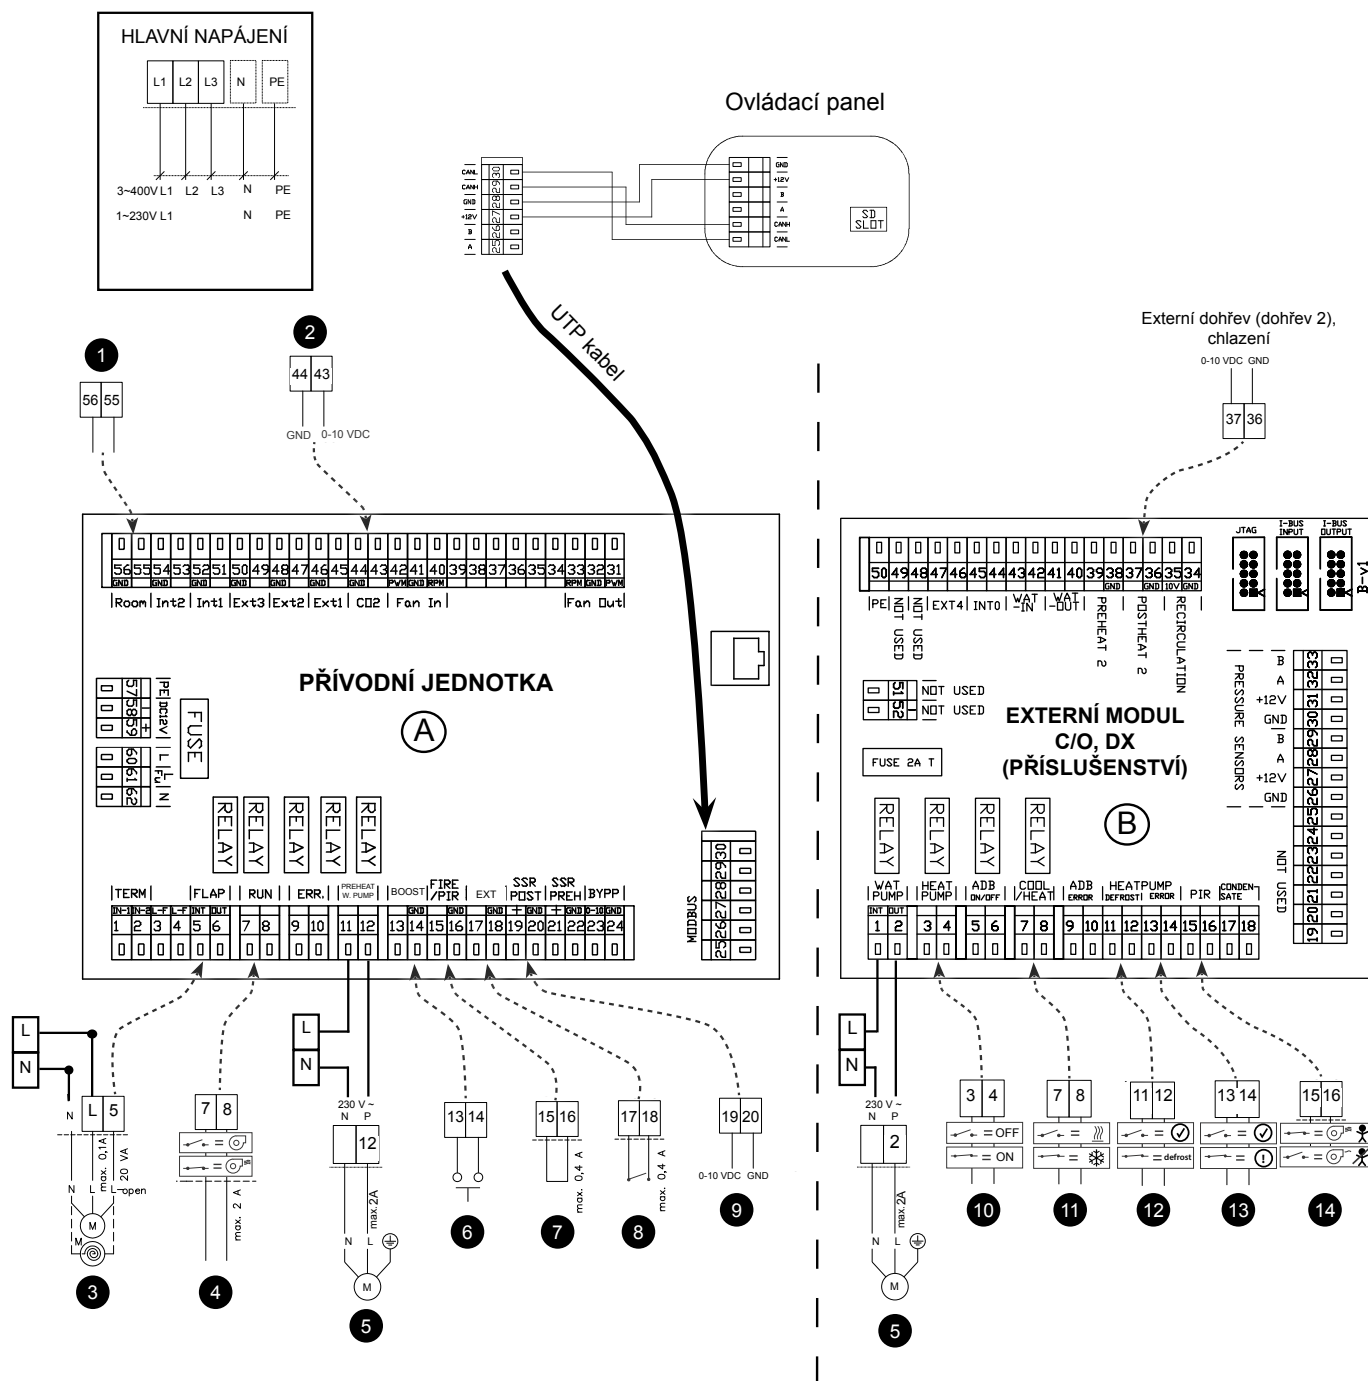 HLAVNÍ NAPÁJENÍ
L1 L2 L3 N PE
3~400V L1 L2 L3 N PE
1~230V L1 N PE
Ovládací panel
CANL 30
CANH 29
GND 28
+12V 27
B 26
A 25
GND
+12V
B
A
CANH
CANL
SD
SLOT
UTP kabel
1
56 55
2
44 43
GND 0-10 VDC
Externí dohřev (dohřev 2),
chlazení
0-10 VDC GND
37 36
56 55 54 53 52 51 50 49 48 47 46 45 44 43 42 41 40 39 38 37 36 35 34 33 32 31
GND GND GND GND GND GND GND PWM GND RPM RPM GND PWM
Room Int2 Int1 Ext3 Ext2 Ext1 CO2 Fan In Fan Out
PŘÍVODNÍ JEDNOTKA
A
57 58 59
PE - +
DC12V
60 61 62
L L N
Fu
FUSE
RELAY RELAY RELAY RELAY RELAY
TERM FLAP RUN ERR. PREHEAT
W. PUMP
BOOST FIRE
/PIR
EXT SSR
POST
SSR
PREH
BYPP
IN-1 IN-2 L-F L-F INT OUT GND GND GND + GND + GND 0-10 GND
1 2 3 4 5 6 7 8 9 10 11 12 13 14 15 16 17 18 19 20 21 22 23 24
MODBUS
25 26 27 28 29 30
50 49 48 47 46 45 44 43 42 41 40 39 38 37 36 35 34
GND GND 10V GND
PE NOT USED NOT USED EXT4 INT0 WAT
-IN
WAT
-OUT
PREHEAT 2 POSTHEAT 2 RECIRCULATION
JTAG I-BUS
INPUT
I-BUS
OUTPUT
B-v1
51 NOT USED
52 NOT USED
FUSE 2A T
EXTERNÍ MODUL
C/O, DX
(PŘÍSLUŠENSTVÍ)
B
PRESSURE SENSORS
B 33
A 32
+12V 31
GND 30
B 29
A 28
+12V 27
GND 26
25
24
23
22
21
20
19
NOT USED
RELAY RELAY RELAY RELAY
WAT
PUMP
HEAT
PUMP
ADB
ON/OFF
COOL
/HEAT
ADB
ERROR
HEATPUMP
DEFROST ERROR
PIR CONDEN
SATE
INT OUT
1 2 3 4 5 6 7 8 9 10 11 12 13 14 15 16 17 18
L
N
N L 5
max. 0,1A
20 VA
N L L-open
M
M
3
7 8
max. 2 A
4
L
N
230 V ~
N P
12
max.2A
N L
M
5
13 14
6
15 16
max. 0,4 A
7
17 18
max. 0,4 A
8
19 20
0-10 VDC GND
9
L
N
230 V ~
N P
2
max.2A
N L
M
5
3 4
= OFF
= ON
10
7 8
=
=
11
11 12
=
= defrost
12
13 14
=
= !
13
15 16
=
=
14